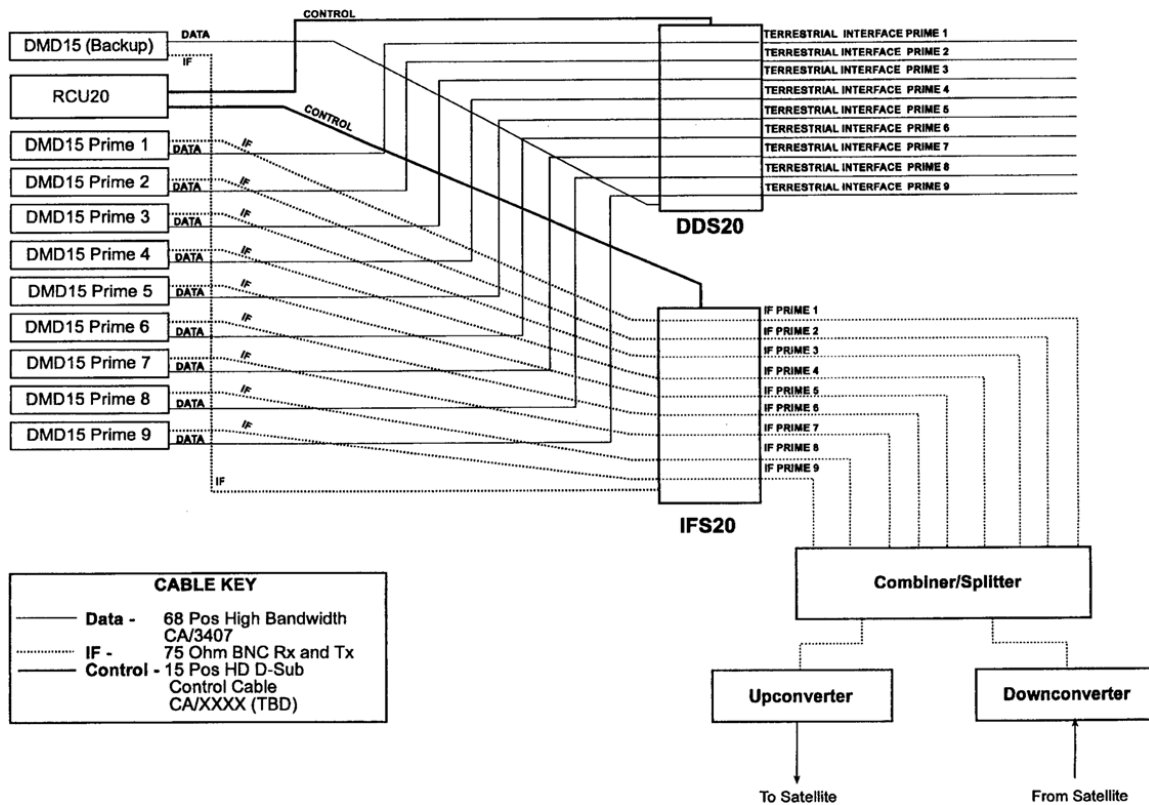 CONTROL
DMD15 (Backup)
DATA
IF
RCU20
CONTROL
TERRESTRIAL INTERFACE PRIME 1
TERRESTRIAL INTERFACE PRIME 2
TERRESTRIAL INTERFACE PRIME 3
TERRESTRIAL INTERFACE PRIME 4
TERRESTRIAL INTERFACE PRIME 5
TERRESTRIAL INTERFACE PRIME 6
TERRESTRIAL INTERFACE PRIME 7
TERRESTRIAL INTERFACE PRIME 8
TERRESTRIAL INTERFACE PRIME 9
DDS20
DMD15 Prime 1
IF
DATA
DMD15 Prime 2
IF
DATA
DMD15 Prime 3
IF
DATA
DMD15 Prime 4
IF
DATA
DMD15 Prime 5
IF
DATA
DMD15 Prime 6
IF
DATA
DMD15 Prime 7
IF
DATA
DMD15 Prime 8
IF
DATA
DMD15 Prime 9
IF
DATA
IF
IF PRIME 1
IF PRIME 2
IF PRIME 3
IF PRIME 4
IF PRIME 5
IF PRIME 6
IF PRIME 7
IF PRIME 8
IF PRIME 9
IFS20
Combiner/Splitter
Upconverter
Downconverter
To Satellite
From Satellite
CABLE KEY
Data - 68 Pos High Bandwidth
CA/3407
IF - 75 Ohm BNC Rx and Tx
Control - 15 Pos HD D-Sub
Control Cable
CA/XXXX (TBD)